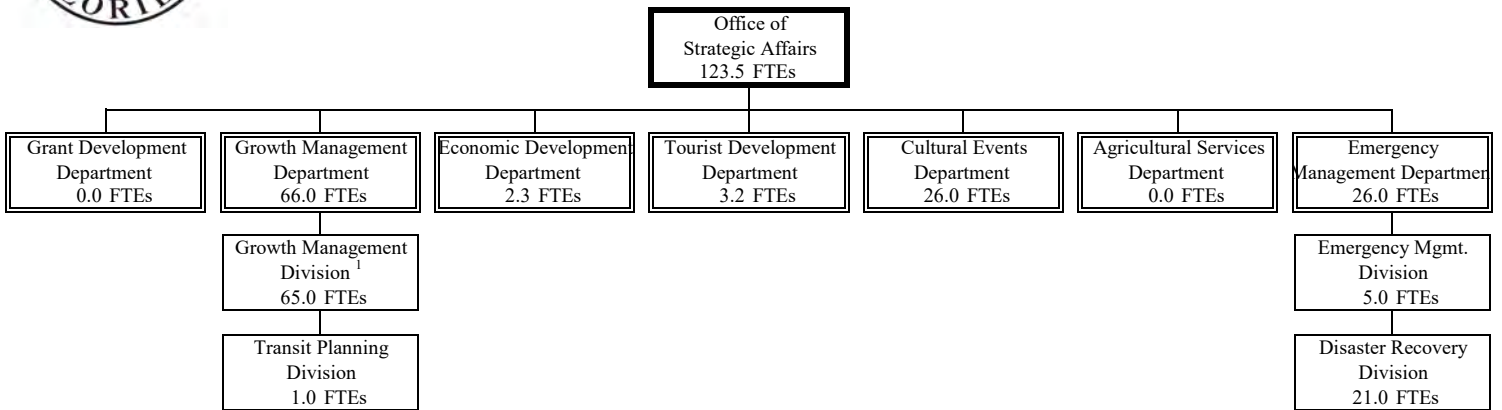 Office of
Strategic Affairs
123.5 FTEs
Grant Development
Department
0.0 FTEs
Growth Management
Department
66.0 FTEs
Economic Development
Department
2.3 FTEs
Tourist Development
Department
3.2 FTEs
Cultural Events
Department
26.0 FTEs
Agricultural Services
Department
0.0 FTEs
Emergency
Management Departmen
26.0 FTEs
Growth Management
Division 1
65.0 FTEs
Emergency Mgmt.
Division
5.0 FTEs
Transit Planning
Division
1.0 FTEs
Disaster Recovery
Division
21.0 FTEs